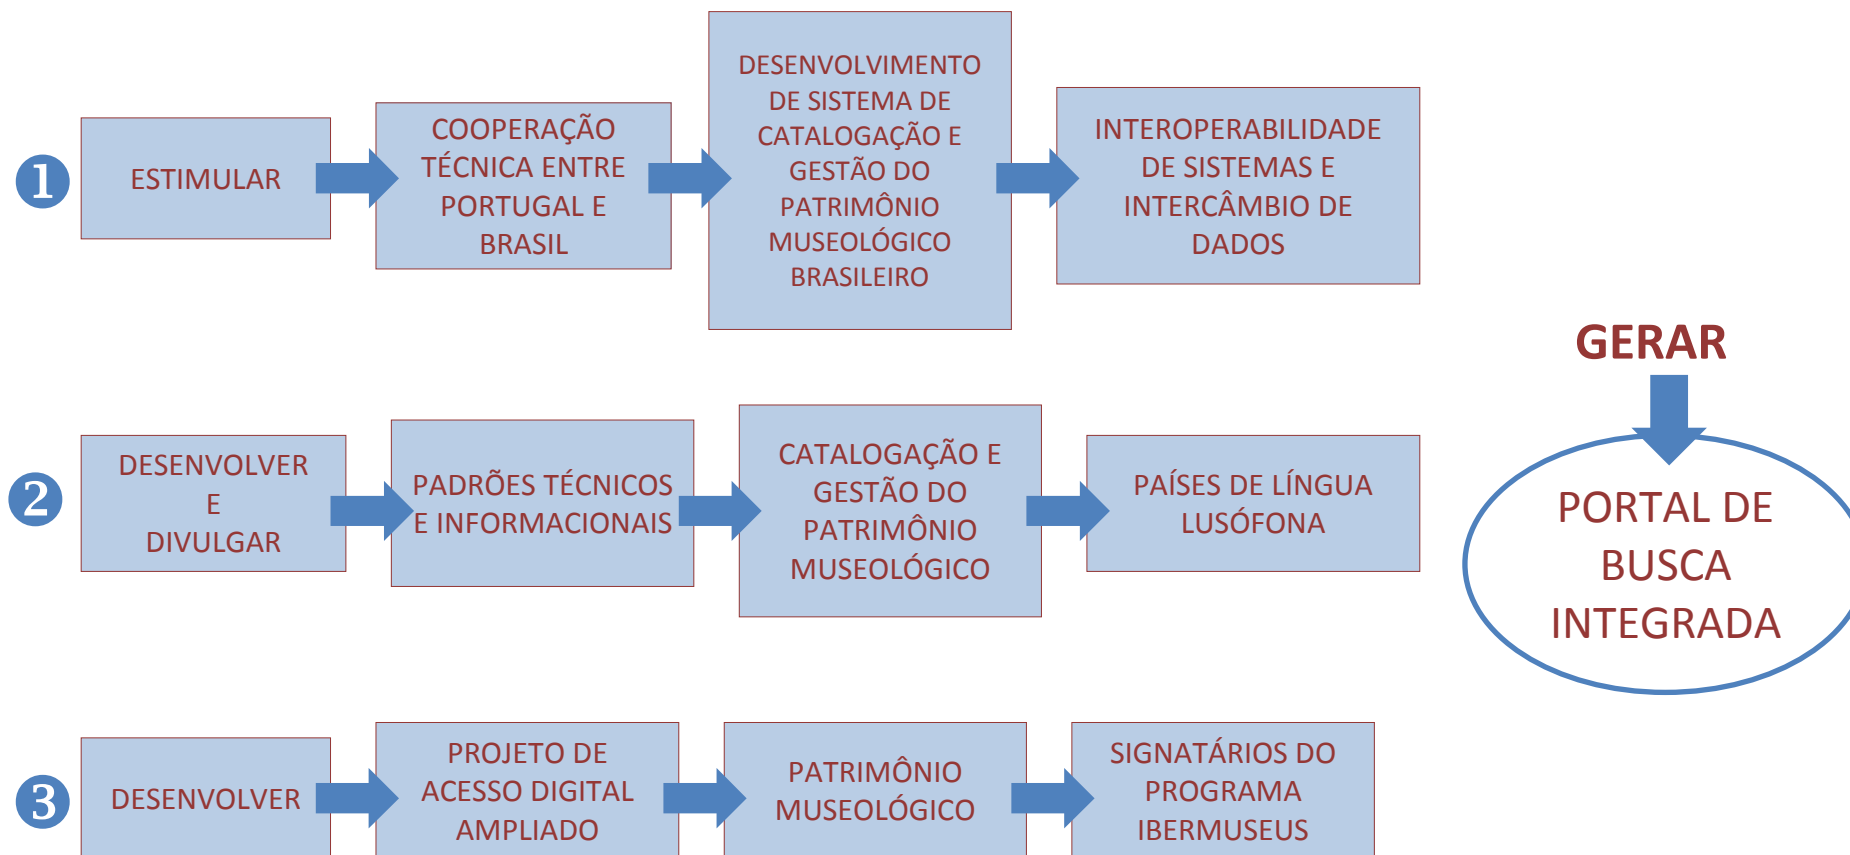 1
ESTIMULAR
COOPERAÇÃO
TÉCNICA ENTRE
PORTUGAL E
BRASIL
DESENVOLVIMENTO
DE SISTEMA DE
CATALOGAÇÃO E
GESTÃO DO
PATRIMÔNIO
MUSEOLÓGICO
BRASILEIRO
INTEROPERABILIDADE
DE SISTEMAS E
INTERCÂMBIO DE
DADOS
2
DESENVOLVER
E
DIVULGAR
PADRÕES TÉCNICOS
E INFORMACIONAIS
CATALOGAÇÃO E
GESTÃO DO
PATRIMÔNIO
MUSEOLÓGICO
PAÍSES DE LÍNGUA
LUSÓFONA
3
DESENVOLVER
PROJETO DE
ACESSO DIGITAL
AMPLIADO
PATRIMÔNIO
MUSEOLÓGICO
SIGNATÁRIOS DO
PROGRAMA
IBERMUSEUS
GERAR
PORTAL DE
BUSCA
INTEGRADA